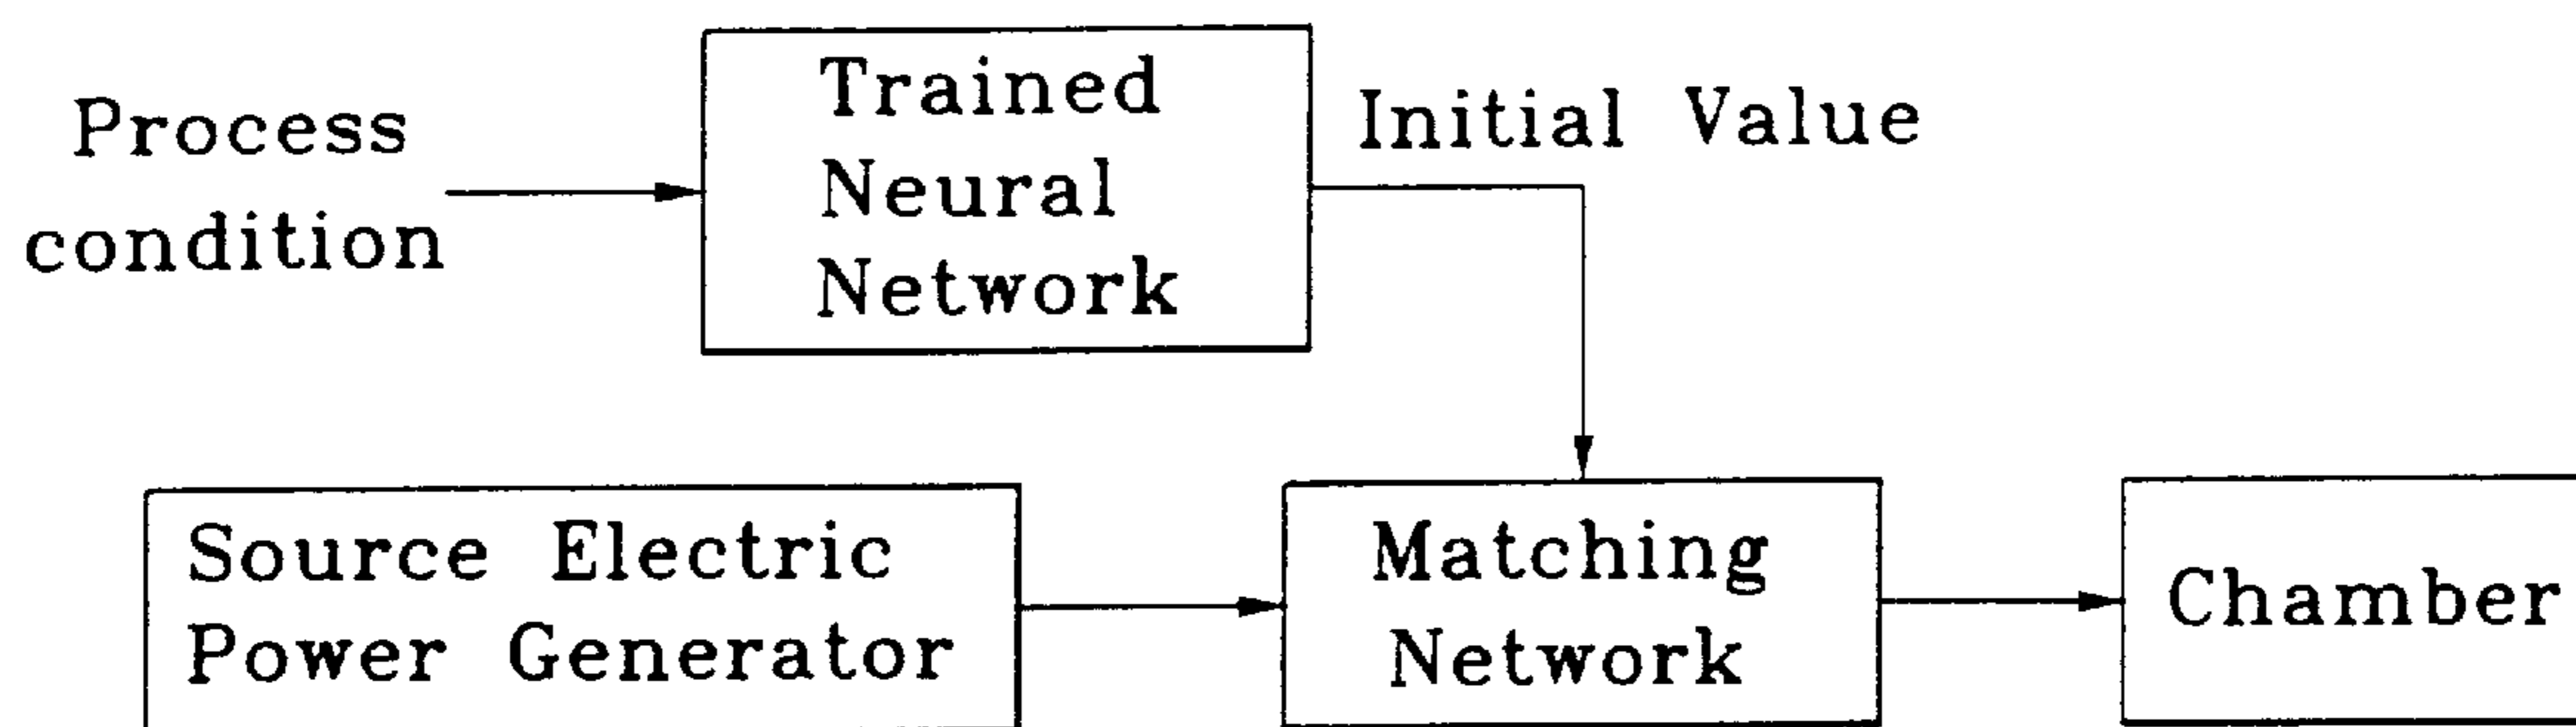 Process
condition
Trained
Neural
Network
Initial Value
Source Electric
Power Generator
Matching
Network
Chamber